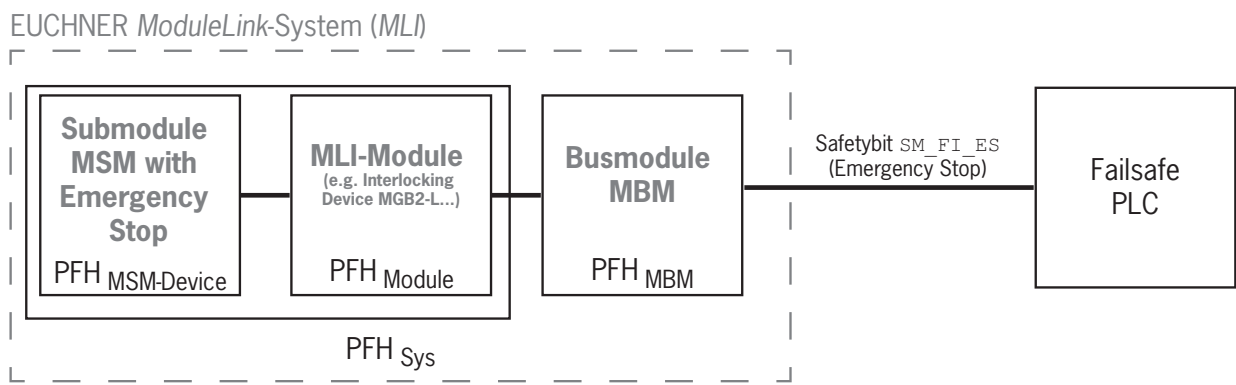 EUCHNER ModuleLink-System (MLI)
Submodule
MSM with
Emergency
Stop
PFH MSM-Device
MLI-Module
(e.g. Interlocking
Device MGB2-L...)
PFH Module
Busmodule
MBM
PFH MBM
PFH Sys
Safetybit SM_FI_ES
(Emergency Stop)
Failsafe
PLC